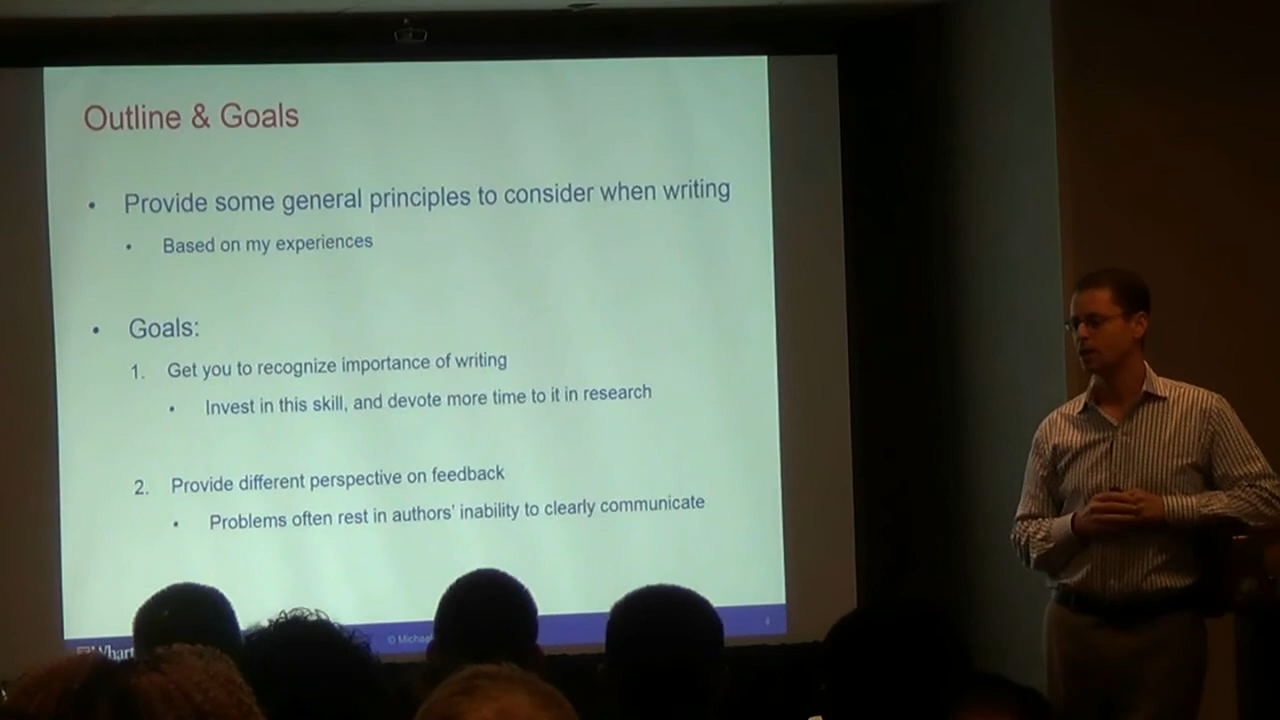 Outline & Goals
• Provide some general principles to consider when writing
• Based on my experiences
• Goals:
1. Get you to recognize importance of writing
• Invest in this skill, and devote more time to it in research
2. Provide different perspective on feedback
• Problems often rest in authors' inability to clearly communicate
© Michael